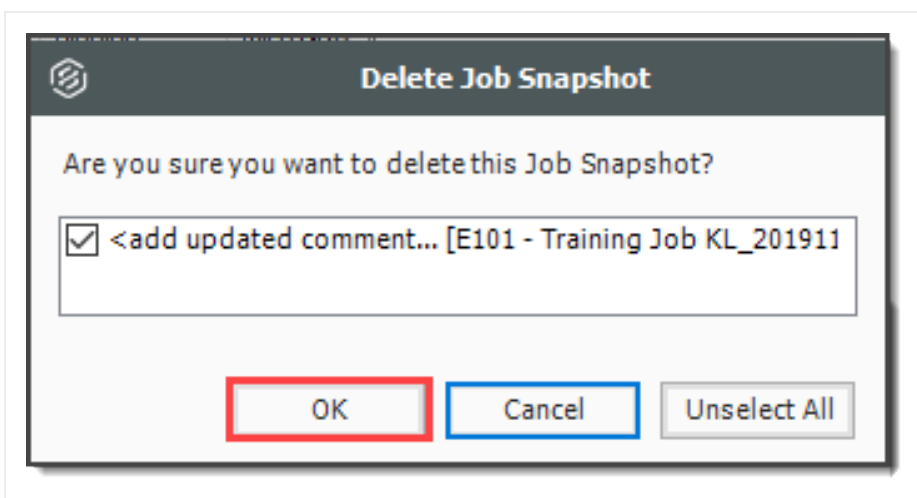 Delete Job Snapshot
Are you sure you want to delete this Job Snapshot?
<add updated comment... [E101 - Training Job KL_201911
OK
Cancel
Unselect All